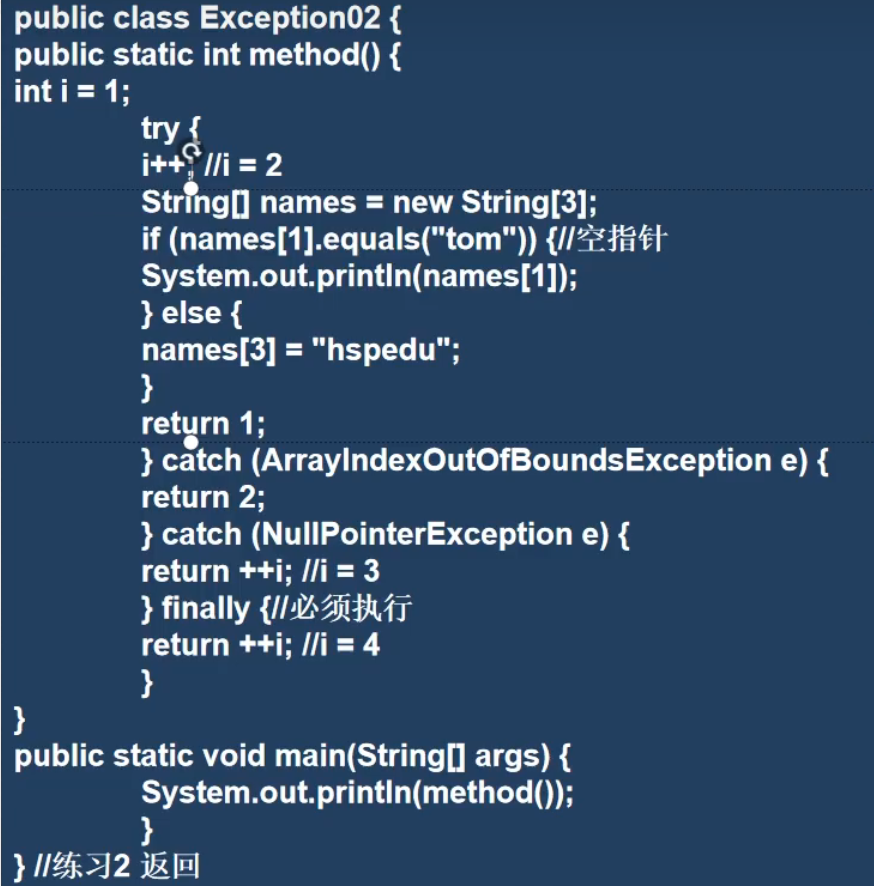 public class Exception02 {
public static int method() {
int i = 1;
try {
i++; //i = 2
String[] names = new String[3];
if (names[1].equals("tom")) {//空指针
System.out.println(names[1]);
} else {
names[3] = "hspedu";
}
return 1;
} catch (ArrayIndexOutOfBoundsException e) {
return 2;
} catch (NullPointerException e) {
return ++i; //i = 3
} finally {//必须执行
return ++i; //i = 4
}
}
public static void main(String[] args) {
System.out.println(method());
}
} //练习2 返回